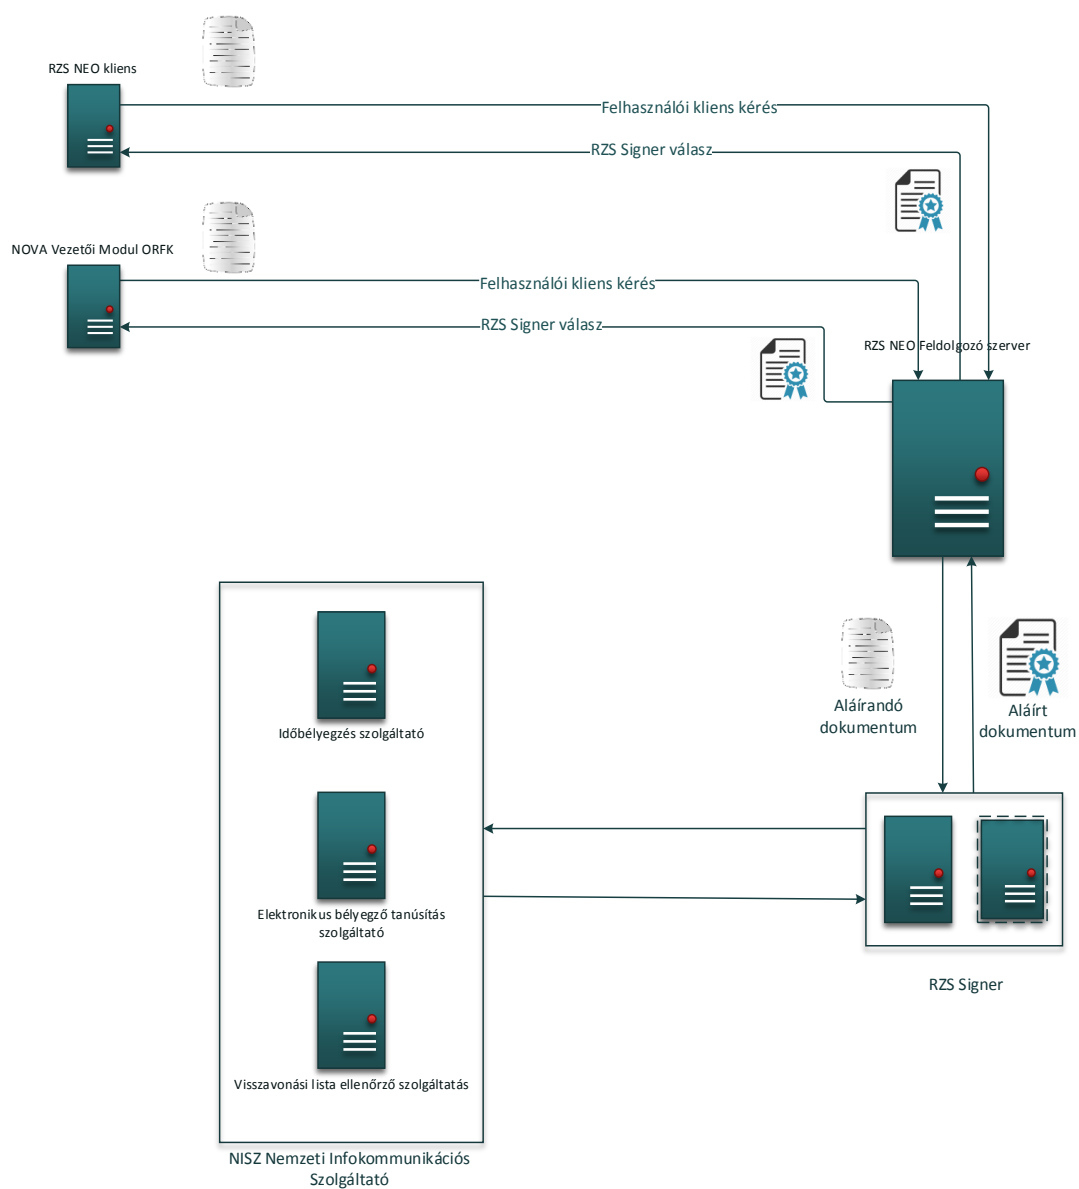 RZS NEO kliens
Felhasználói kliens kérés
RZS Signer válasz
NOVA Vezetői Modul ORFK
Felhasználói kliens kérés
RZS Signer válasz
RZS NEO Feldolgozó szerver
Aláírandó
dokumentum
Aláírt
dokumentum
Időbélyegzés szolgáltató
Elektronikus bélyegző tanúsítás
szolgáltató
RZS Signer
Visszavonási lista ellenőrző szolgáltatás
NISZ Nemzeti Infokommunikációs
Szolgáltató